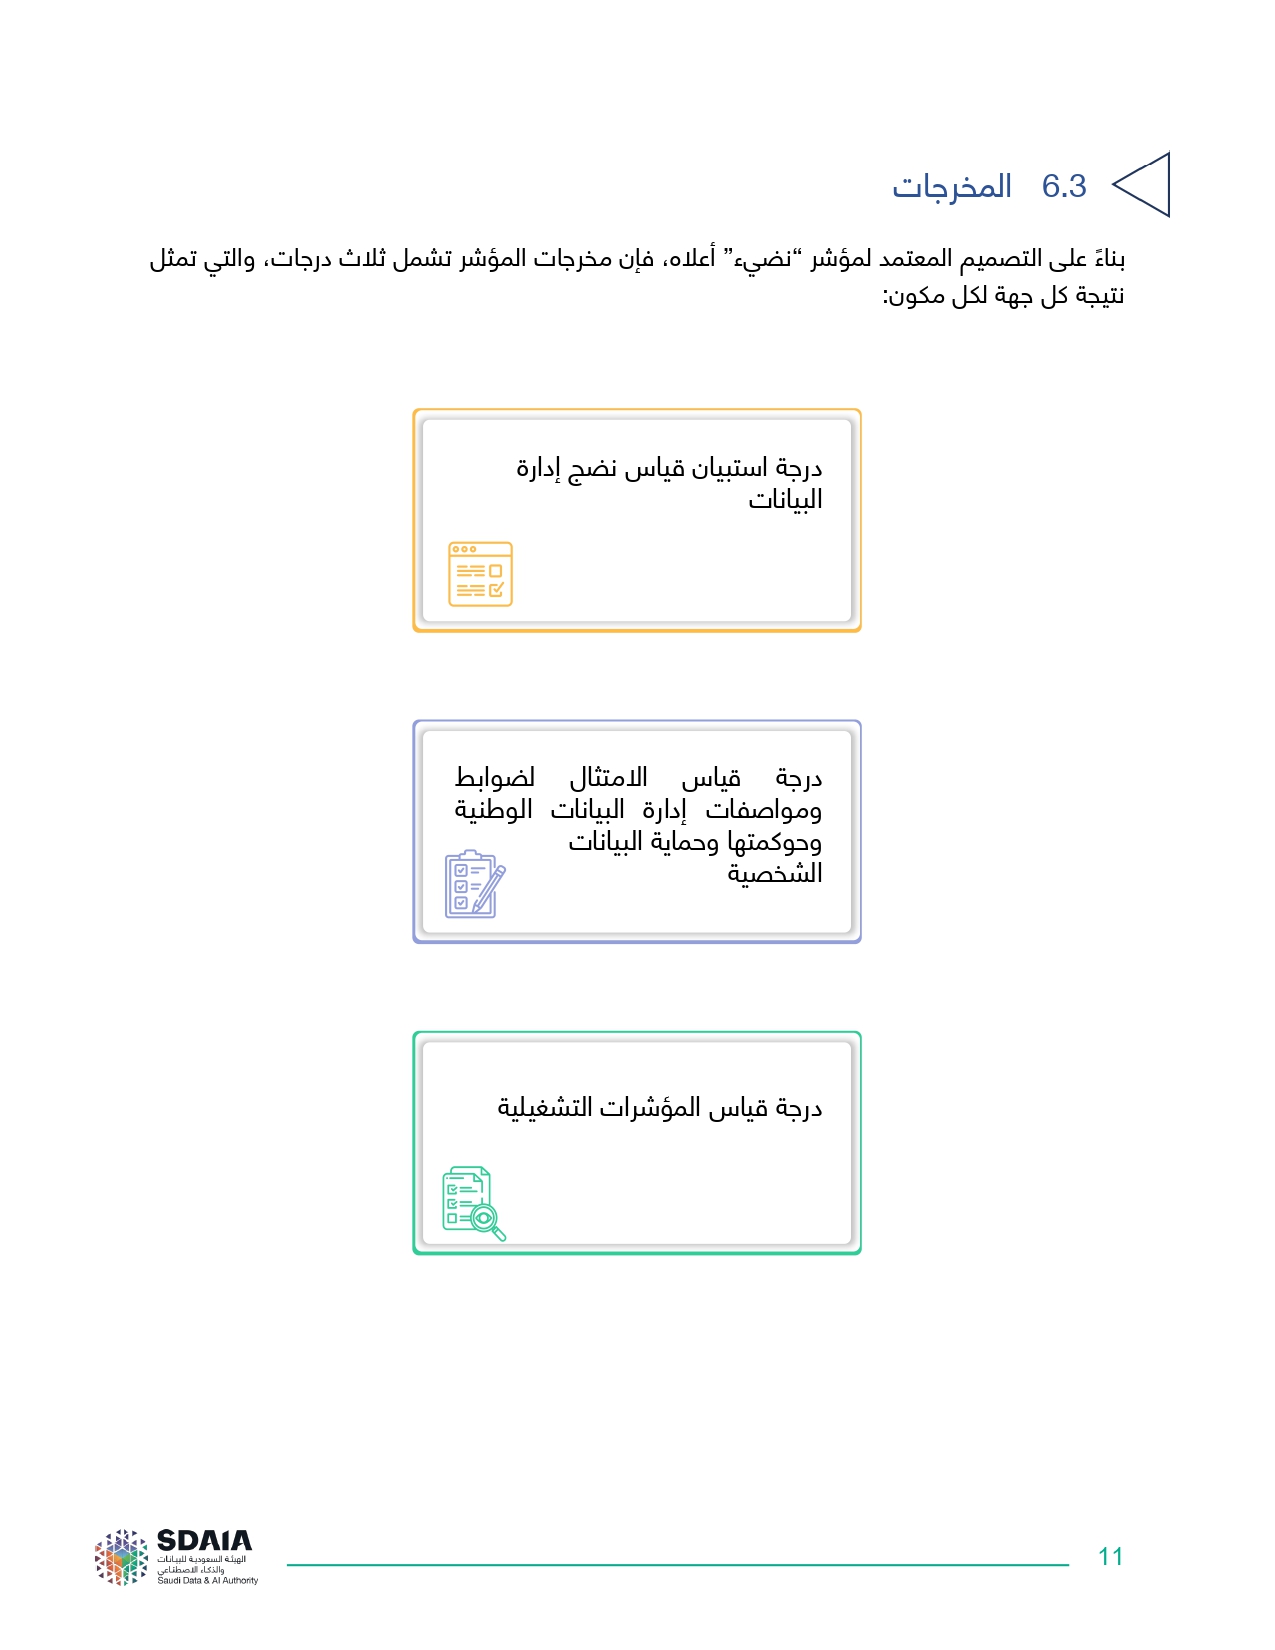 6.3 المخرجات
بناءً على التصميم المعتمد لمؤشر “نضيء” أعلاه، فإن مخرجات المؤشر تشمل ثلاث درجات، والتي تمثل
نتيجة كل جهة لكل مكون:
درجة استبيان قياس نضج إدارة
البيانات
درجة قياس الامتثال لضوابط
ومواصفات إدارة البيانات الوطنية
وحوكمتها وحماية البيانات
الشخصية
درجة قياس المؤشرات التشغيلية
SDAIA
الهيئة السعودية للبيانات
والذكاء الاصطناعي
Saudi Data & AI Authority
11